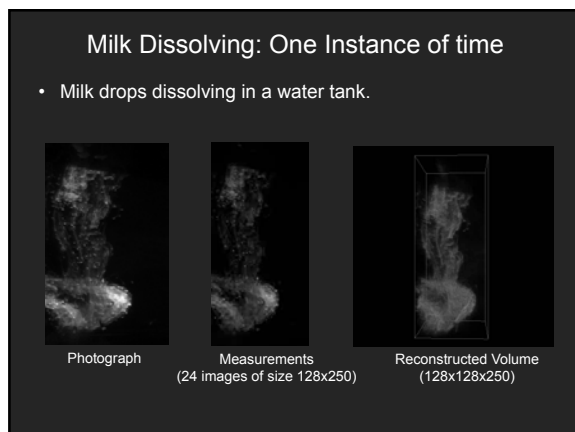 Milk Dissolving: One Instance of time
• Milk drops dissolving in a water tank.
Photograph
Measurements
(24 images of size 128x250)
Reconstructed Volume
(128x128x250)